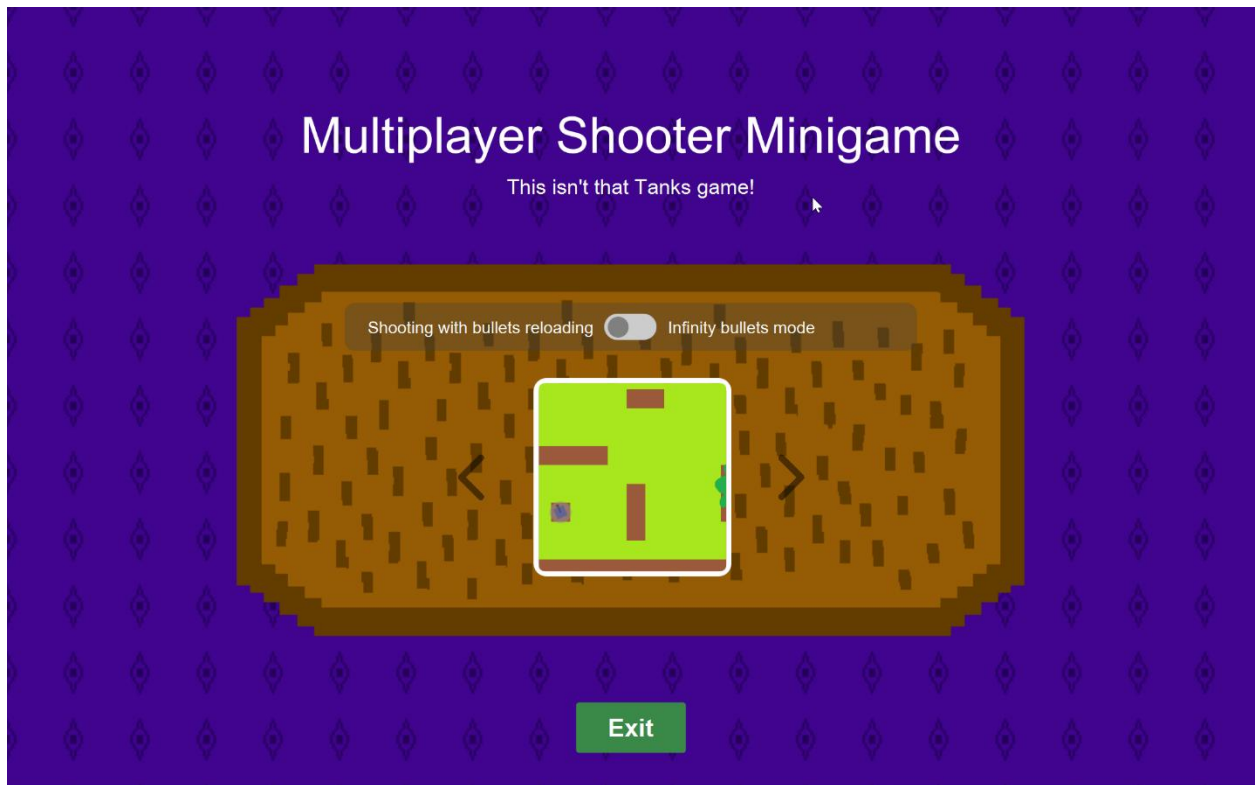 Multiplayer Shooter Minigame
This isn't that Tanks game!
Shooting with bullets reloading Infinity bullets mode
Exit